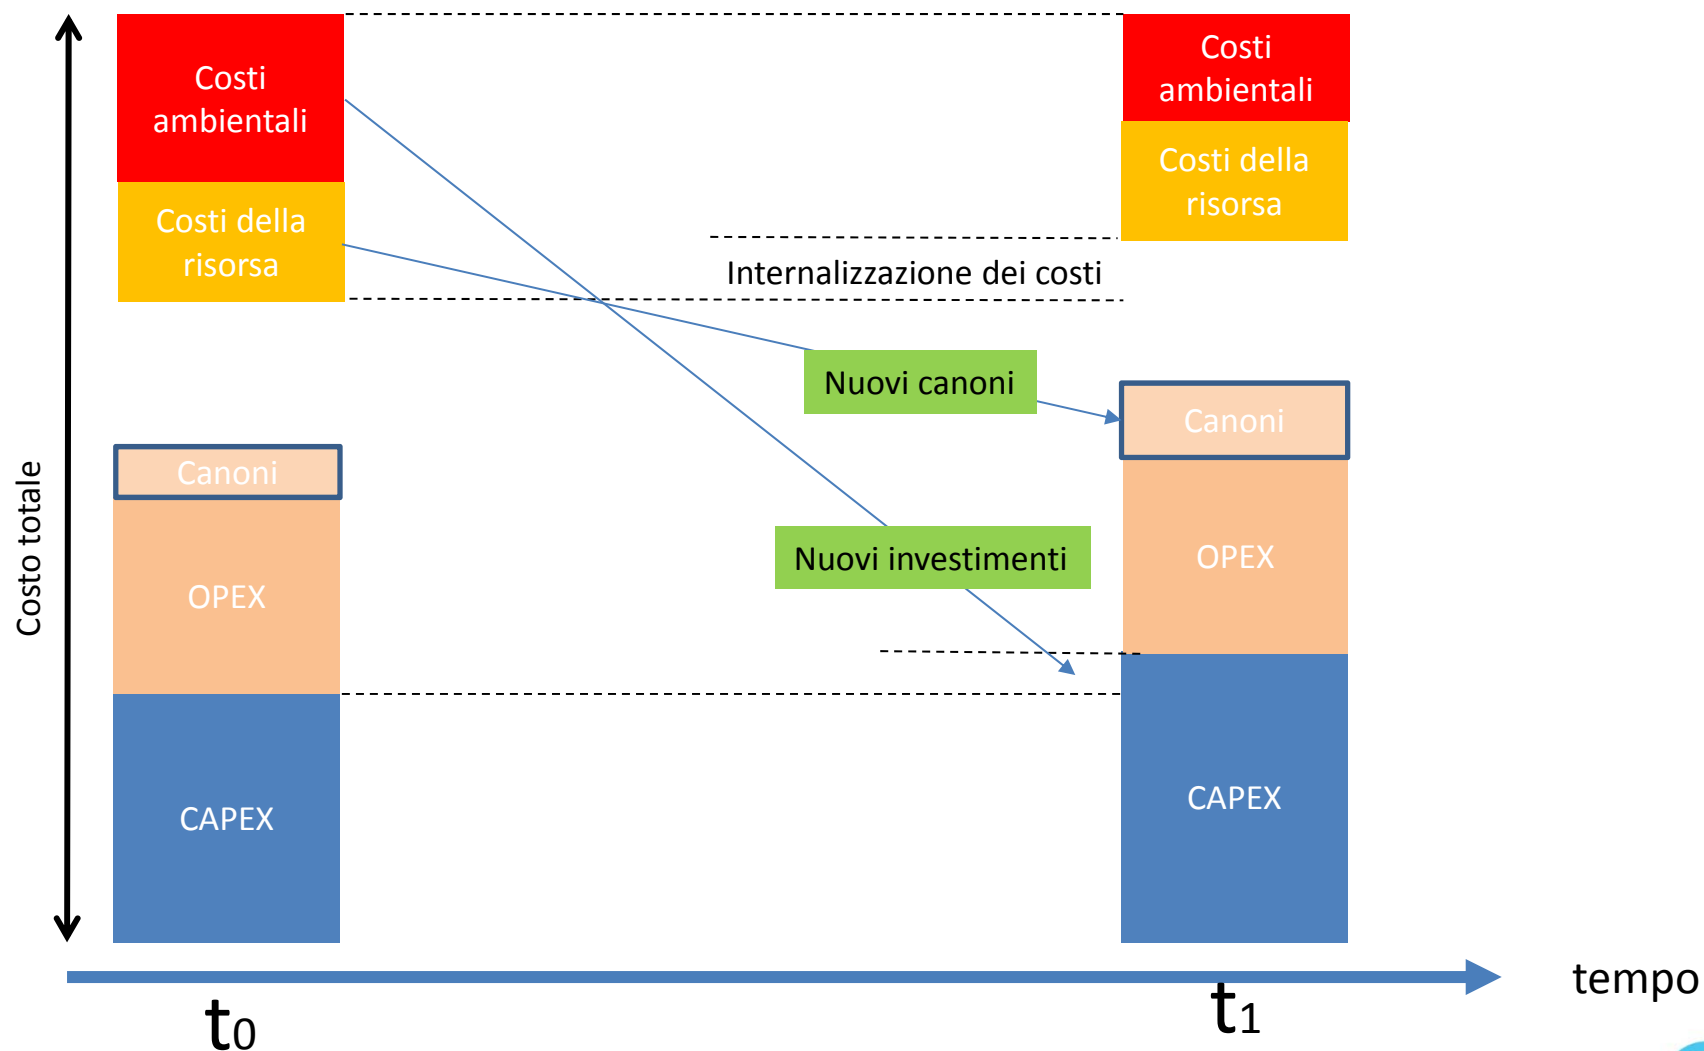 Costi
ambientali
Costi della
risorsa
Canoni
OPEX
CAPEX
Costo totale
Internalizzazione dei costi
Nuovi canoni
Nuovi investimenti
Costi
ambientali
Costi della
risorsa
Canoni
OPEX
CAPEX
tempo
t0
t1